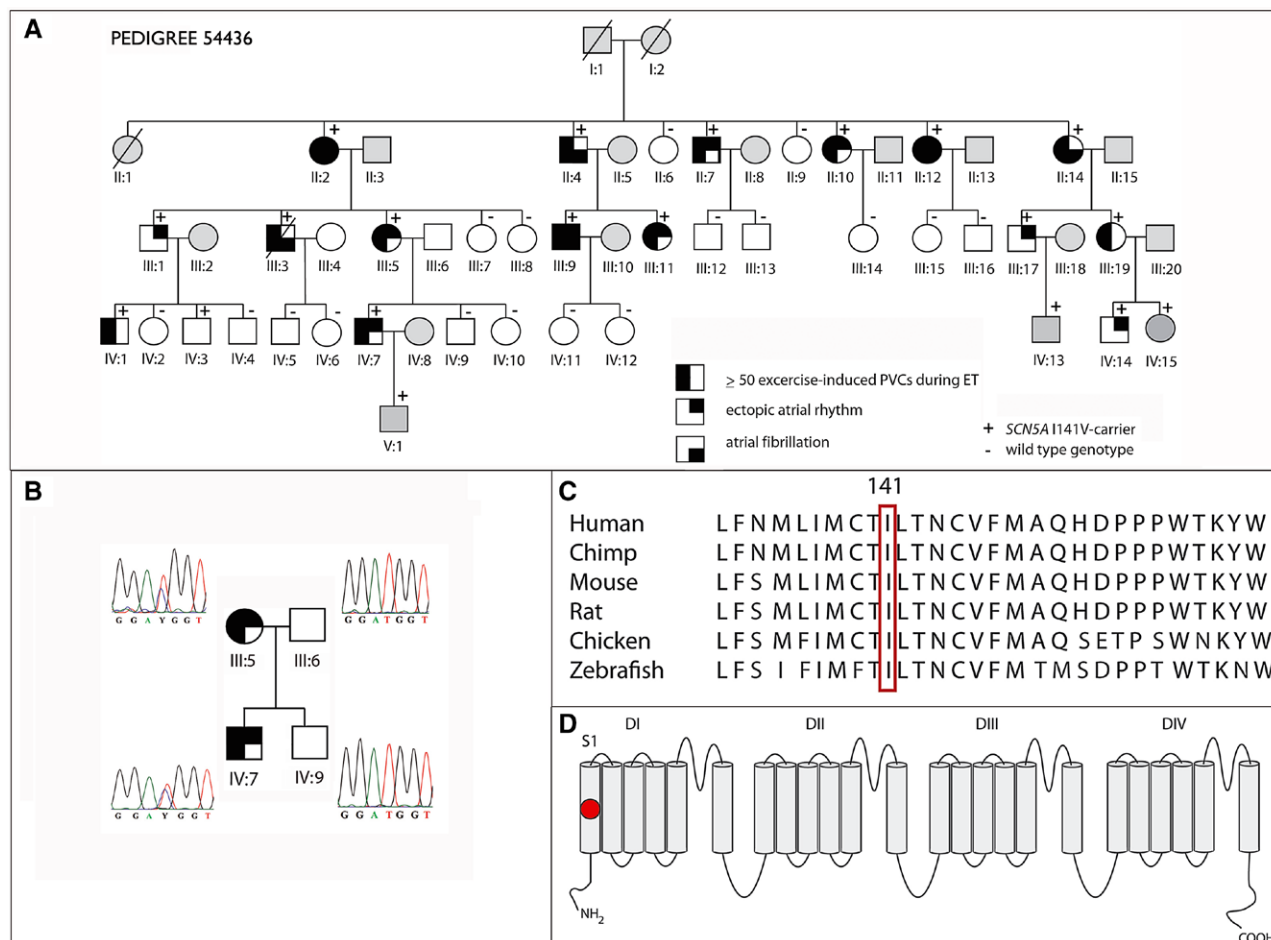 A
PEDIGREE 54436
I:1 I:2
+ + - + - + + +
II:1 II:2 II:3 II:4 II:5 II:6 II:7 II:8 II:9 II:10 II:11 II:12 II:13 II:14 II:15
+ + + - - + + - - - - - + +
III:1 III:2 III:3 III:4 III:5 III:6 III:7 III:8 III:9 III:10 III:11 III:12 III:13 III:14 III:15 III:16 III:17 III:18 III:19 III:20
+ - + - - - + - - - - + + +
IV:1 IV:2 IV:3 IV:4 IV:5 IV:6 IV:7 IV:8 IV:9 IV:10 IV:11 IV:12 IV:13 IV:14 IV:15
+
V:1
≥ 50 excercise-induced PVCs during ET
ectopic atrial rhythm
atrial fibrillation
+ SCN5A I141V-carrier
- wild type genotype
B
G G A Y G G T
G G A T G G T
III:5 III:6
IV:7 IV:9
G G A Y G G T
G G A T G G T
C
141
Human L F N M L I M C T I L T N C V F M A Q H D P P P W T K Y W
Chimp L F N M L I M C T I L T N C V F M A Q H D P P P W T K Y W
Mouse L F S M L I M C T I L T N C V F M A Q H D P P P W T K Y W
Rat L F S M L I M C T I L T N C V F M A Q H D P P P W T K Y W
Chicken L F S M F I M C T I L T N C V F M A Q S E T P S W N K Y W
Zebrafish L F S I F I M F T I L T N C V F M T M S D P P T W T K N W
D
DI DII DIII DIV
S1
NH2
COOH